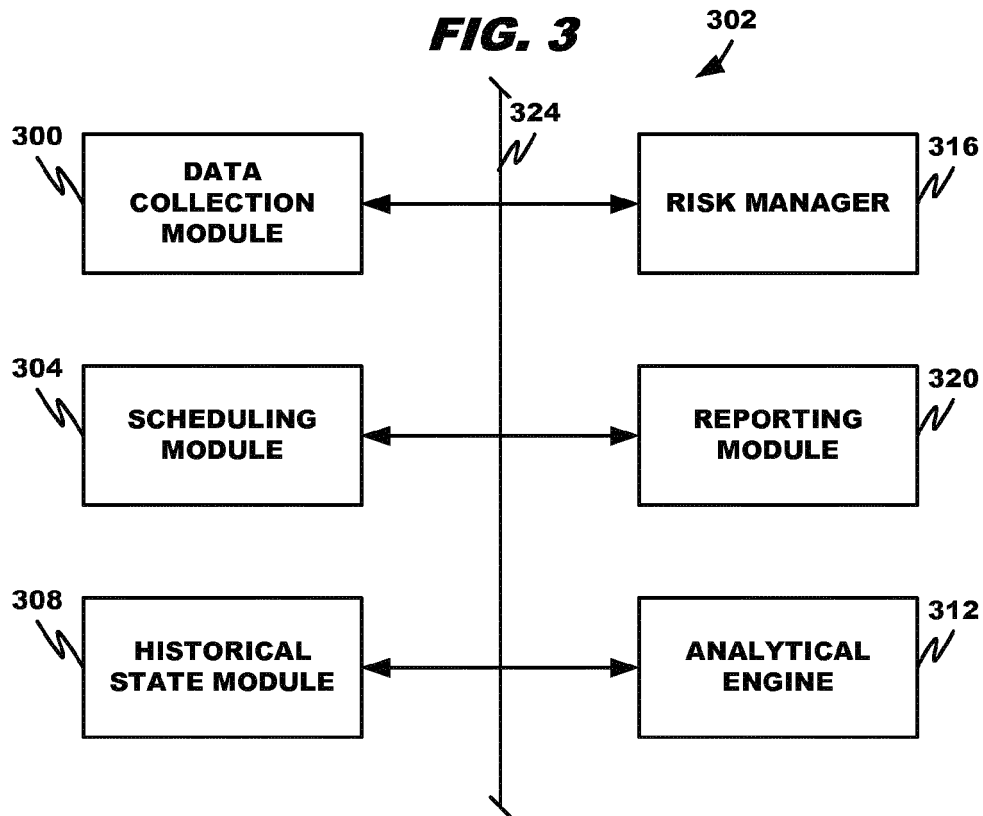 FIG. 3
302
324
300
DATA
COLLECTION
MODULE
RISK MANAGER
316
304
SCHEDULING
MODULE
REPORTING
MODULE
320
308
HISTORICAL
STATE MODULE
ANALYTICAL
ENGINE
312